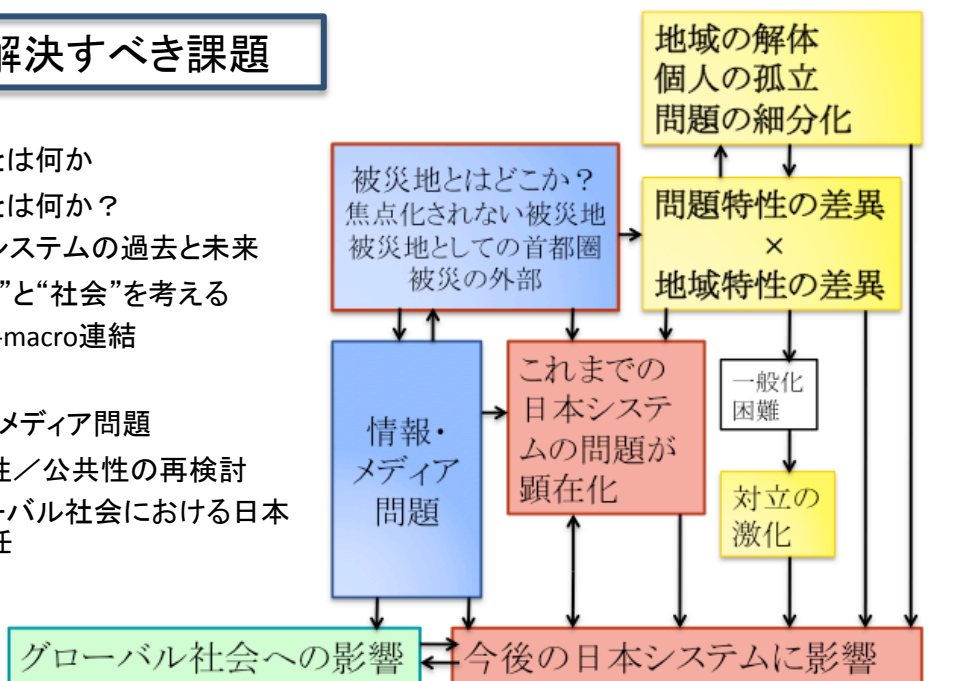 解決すべき課題
とは何か
とは何か？
システムの過去と未来
”と“社会”を考える
-macro連結
メディア問題
性／公共性の再検討
ーバル社会における日本
任
地域の解体
個人の孤立
問題の細分化
被災地とはどこか？
焦点化されない被災地
被災地としての首都圏
被災の外部
問題特性の差異
×
地域特性の差異
情報・
メディア
問題
これまでの
日本システ
ムの問題が
顕在化
一般化
困難
対立の
激化
グローバル社会への影響
今後の日本システムに影響